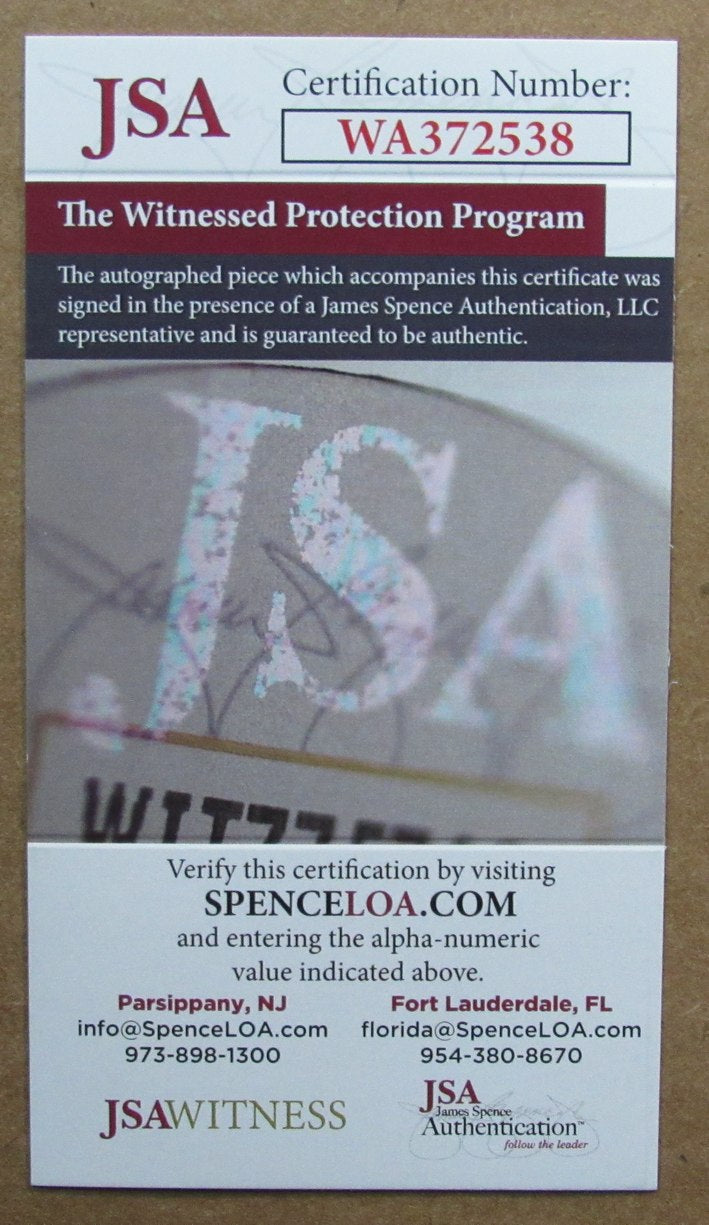 JSA
Certification Number:
WA372538
The Witnessed Protection Program
The autographed piece which accompanies this certificate was
signed in the presence of a James Spence Authentication, LLC
representative and is guaranteed to be authentic.
JSA
Verify this certification by visiting
SPENCELOA.COM
and entering the alpha-numeric
value indicated above.
Parsippany, NJ
info@SpenceLOA.com
973-898-1300
Fort Lauderdale, FL
florida@SpenceLOA.com
954-380-8670
JSAWITNESS
JSA
James Spence
Authentication™
follow the leader